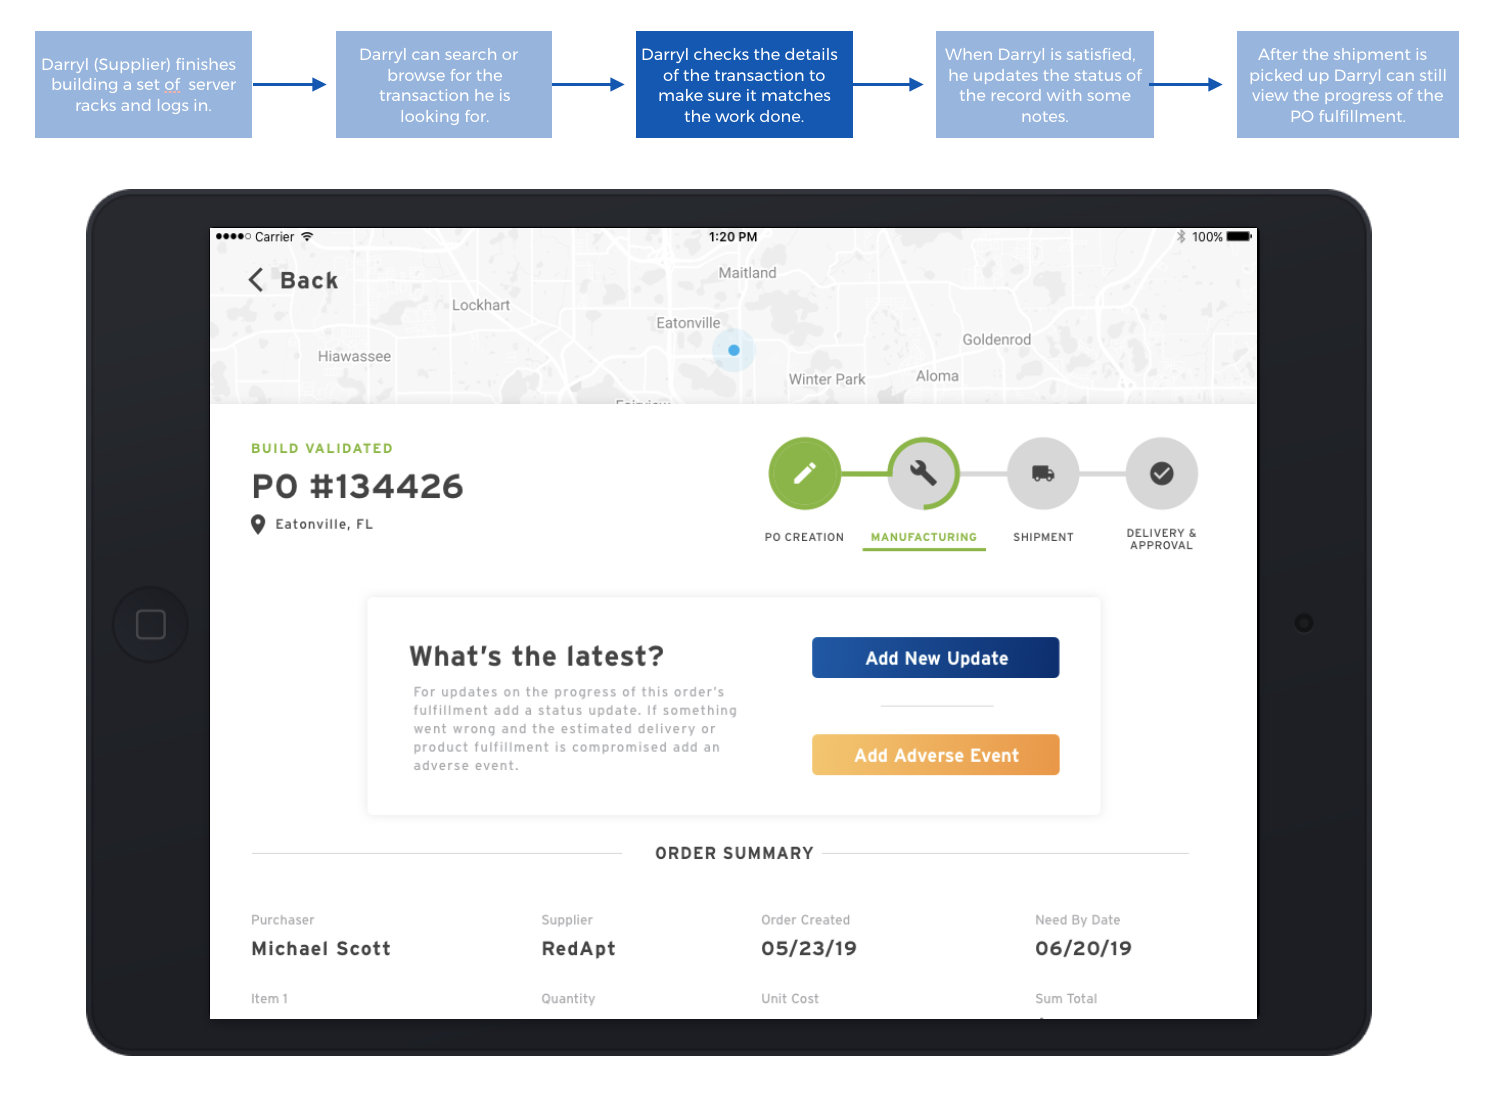 Darryl (Supplier) finishes
building a set of server
racks and logs in.
Darryl can search or
browse for the
transaction he is
looking for.
Darryl checks the details
of the transaction to
make sure it matches
the work done.
When Darryl is satisfied,
he updates the status of
the record with some
notes.
After the shipment is
picked up Darryl can still
view the progress of the
PO fulfillment.
Carrier
1:20 PM
100%
Back
Maitland
Lockhart
Eatonville
Goldenrod
Hiawassee
Winter Park
Aloma
BUILD VALIDATED
PO #134426
Eatonville, FL
PO CREATION
MANUFACTURING
SHIPMENT
DELIVERY &
APPROVAL
What's the latest?
For updates on the progress of this order's
fulfillment add a status update. If something
went wrong and the estimated delivery or
product fulfillment is compromised add an
adverse event.
Add New Update
Add Adverse Event
ORDER SUMMARY
Purchaser
Michael Scott
Supplier
RedApt
Order Created
05/23/19
Need By Date
06/20/19
Item 1
Quantity
Unit Cost
Sum Total